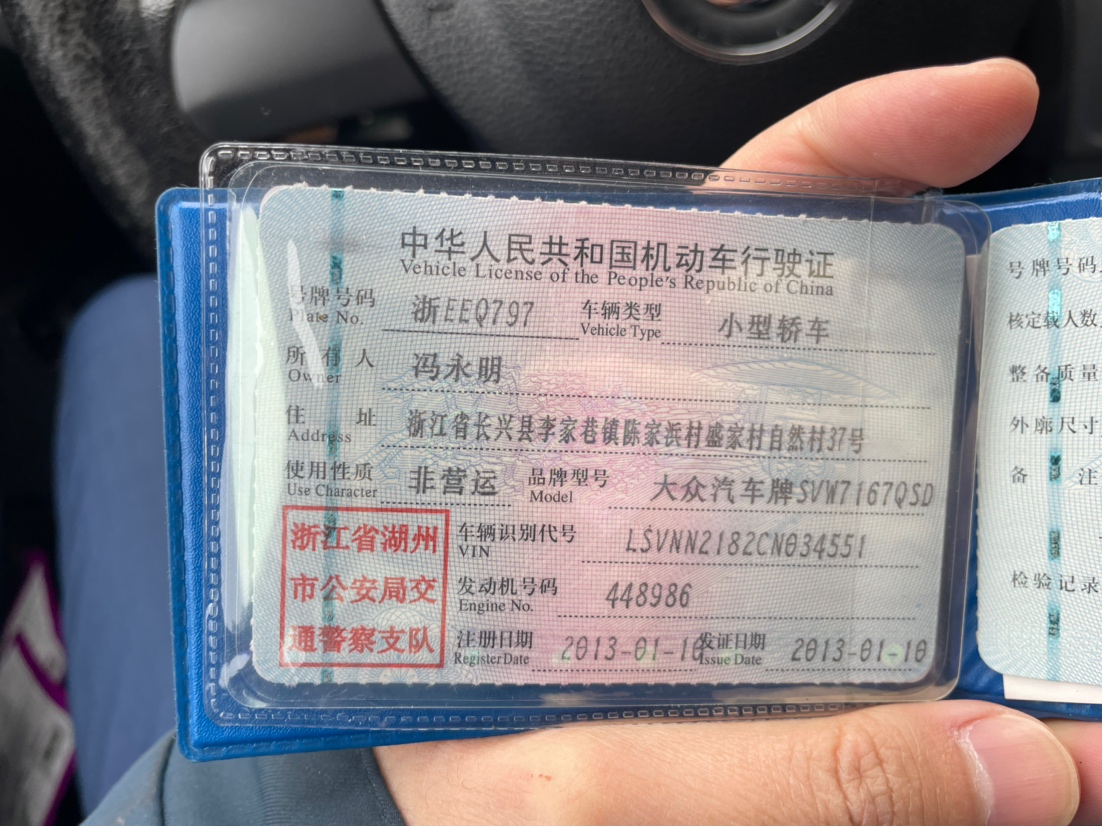 中华人民共和国机动车行驶证
Vehicle License of the People's Republic of China
号牌号码 浙EEQ797 车辆类型 小型轿车
Plate No. Vehicle Type
所有人 冯永明
Owner
住址 浙江省长兴县李家巷镇陈家浜村盛家村自然村37号
Address
使用性质 非营运 品牌型号 大众汽车牌SVW7167QSD
Use Character Model
浙江省湖州
市公安局交
通警察支队
车辆识别代号 LSVNN2182CN034551
VIN
发动机号码 448986
Engine No.
注册日期 2013-01-10 发证日期 2013-01-10
Register Date Issue Date
号牌号码
核定载人数
整备质量
外廓尺寸
备注
检验记录